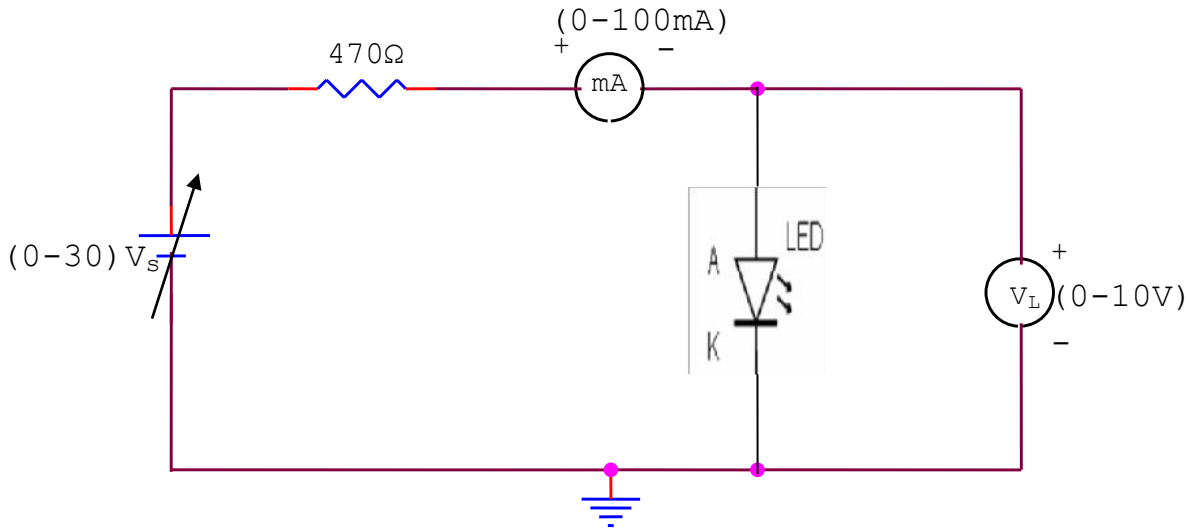 (0-100mA)
+ -
470Ω
mA
LED
A
(0-30)VS
+
VL (0-10V)
K
-